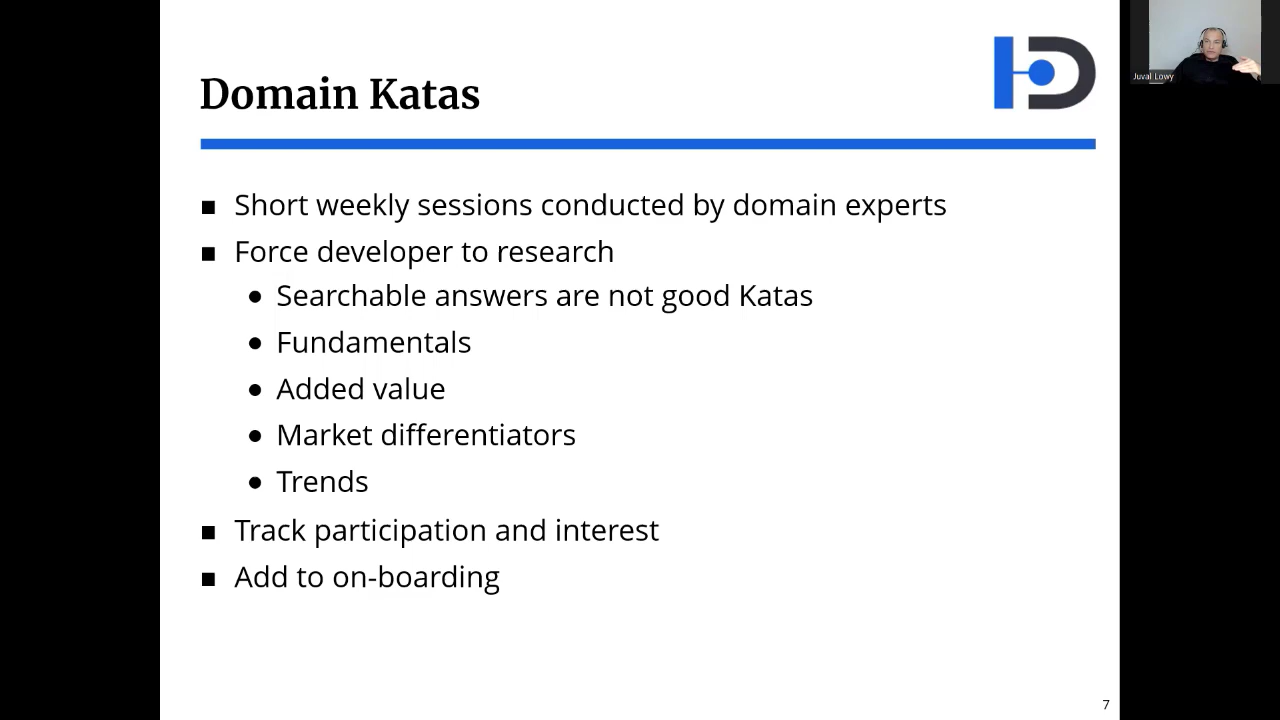 Domain Katas
Short weekly sessions conducted by domain experts
Force developer to research
Searchable answers are not good Katas
Fundamentals
Added value
Market differentiators
Trends
Track participation and interest
Add to on-boarding
7
Juval Lowy